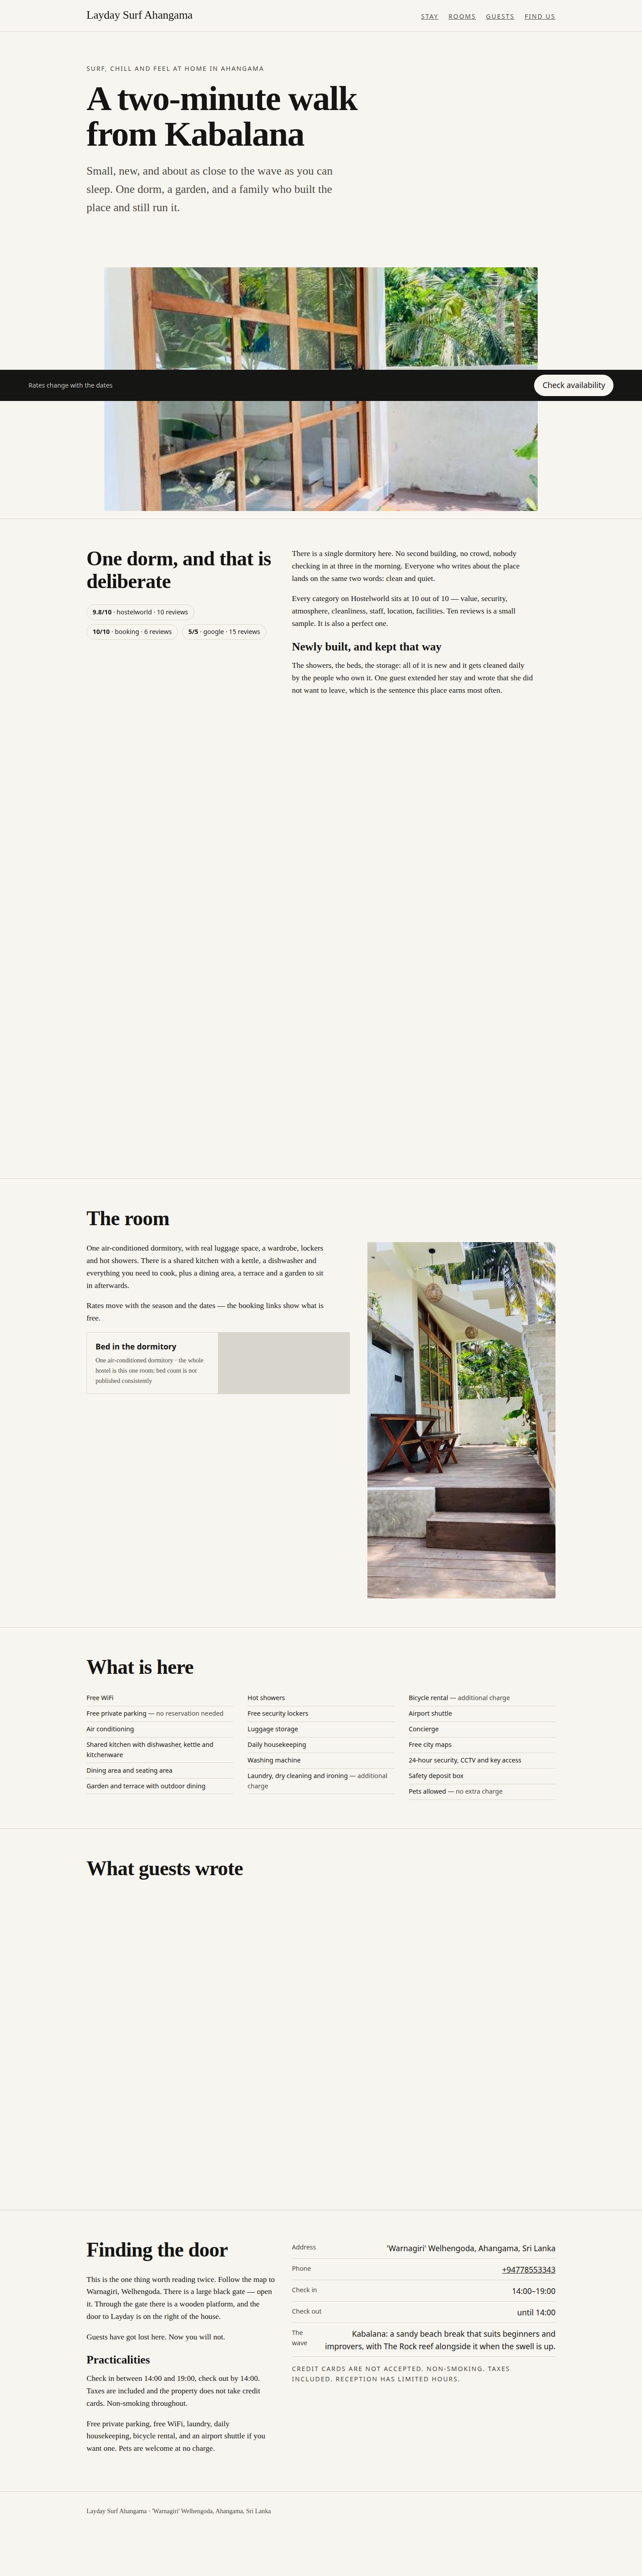 Layday Surf Ahangama
STAY ROOMS GUESTS FIND US
SURF, CHILL AND FEEL AT HOME IN AHANGAMA
A two-minute walk
from Kabalana
Small, new, and about as close to the wave as you can
sleep. One dorm, a garden, and a family who built the
place and still run it.
Rates change with the dates
Check availability
One dorm, and that is
deliberate
9.8/10 · hostelworld · 10 reviews
10/10 · booking · 6 reviews
5/5 · google · 15 reviews
There is a single dormitory here. No second building, no crowd, nobody
checking in at three in the morning. Everyone who writes about the place
lands on the same two words: clean and quiet.
Every category on Hostelworld sits at 10 out of 10 — value, security,
atmosphere, cleanliness, staff, location, facilities. Ten reviews is a small
sample. It is also a perfect one.
Newly built, and kept that way
The showers, the beds, the storage: all of it is new and it gets cleaned daily
by the people who own it. One guest extended her stay and wrote that she did
not want to leave, which is the sentence this place earns most often.
The room
One air-conditioned dormitory, with real luggage space, a wardrobe, lockers
and hot showers. There is a shared kitchen with a kettle, a dishwasher and
everything you need to cook, plus a dining area, a terrace and a garden to sit
in afterwards.
Rates move with the season and the dates — the booking links show what is
free.
Bed in the dormitory
One air-conditioned dormitory · the whole
hostel is this one room; bed count is not
published consistently
What is here
Free WiFi
Free private parking — no reservation needed
Air conditioning
Shared kitchen with dishwasher, kettle and
kitchenware
Dining area and seating area
Garden and terrace with outdoor dining
Hot showers
Free security lockers
Luggage storage
Daily housekeeping
Washing machine
Laundry, dry cleaning and ironing — additional
charge
Bicycle rental — additional charge
Airport shuttle
Concierge
Free city maps
24-hour security, CCTV and key access
Safety deposit box
Pets allowed — no extra charge
What guests wrote
Finding the door
This is the one thing worth reading twice. Follow the map to
Warnagiri, Welhengoda. There is a large black gate — open
it. Through the gate there is a wooden platform, and the
door to Layday is on the right of the house.
Guests have got lost here. Now you will not.
Practicalities
Check in between 14:00 and 19:00, check out by 14:00.
Taxes are included and the property does not take credit
cards. Non-smoking throughout.
Free private parking, free WiFi, laundry, daily
housekeeping, bicycle rental, and an airport shuttle if you
want one. Pets are welcome at no charge.
Address 'Warnagiri' Welhengoda, Ahangama, Sri Lanka
Phone +94778553343
Check in 14:00–19:00
Check out until 14:00
The wave Kabalana: a sandy beach break that suits beginners and
improvers, with The Rock reef alongside it when the swell is up.
CREDIT CARDS ARE NOT ACCEPTED. NON-SMOKING. TAXES
INCLUDED. RECEPTION HAS LIMITED HOURS.
Layday Surf Ahangama · 'Warnagiri' Welhengoda, Ahangama, Sri Lanka